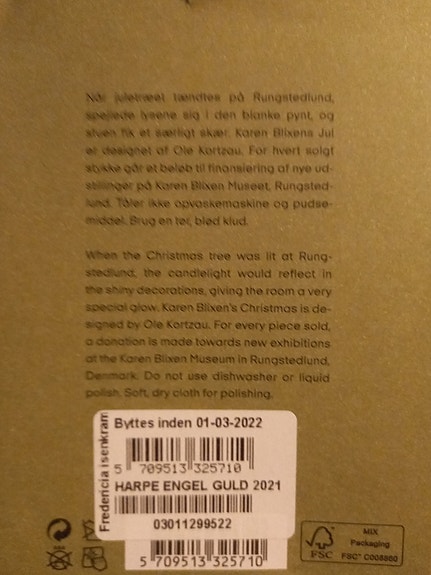 Når juletræet tændtes på Rungstedlund,
spejlede lysene sig i den blanke pynt, og
stuen fik et særligt skær. Karen Blixens Jul
er designet af Ole Kortzau. For hvert solgt
stykke går et beløb til finansiering af nye ud-
stillinger på Karen Blixen Museet, Rungsted-
lund. Tåler ikke opvaskemaskine og pudse-
middel. Brug en tør, blød klud.
When the Christmas tree was lit at Rung-
stedlund, the candlelight would reflect in
the shiny decorations, giving the room a very
special glow. Karen Blixen's Christmas is de-
signed by Ole Kortzau. For every piece sold,
a donation is made towards new exhibitions
at the Karen Blixen Museum in Rungstedlund,
Denmark. Do not use dishwasher or liquid
polish. Soft, dry cloth for polishing.
Fredericia isenkram
Byttes inden 01-03-2022
5 709513 325710
HARPE ENGEL GULD 2021
03011299522
5 709513 325710
FSC
MIX
Packaging
FSC® C008860